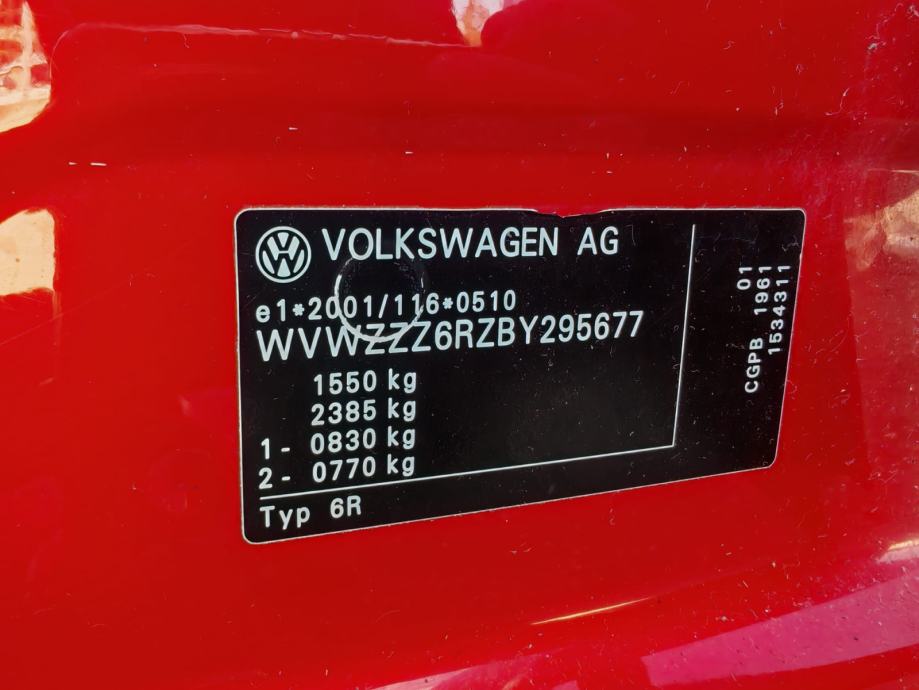 VOLKSWAGEN AG
e1*2001/116*0510
WVWZZZ6RZBY295677
1550 kg
2385 kg
1- 0830 kg
2- 0770 kg
Typ 6R
01
CGPB 1961
1534311